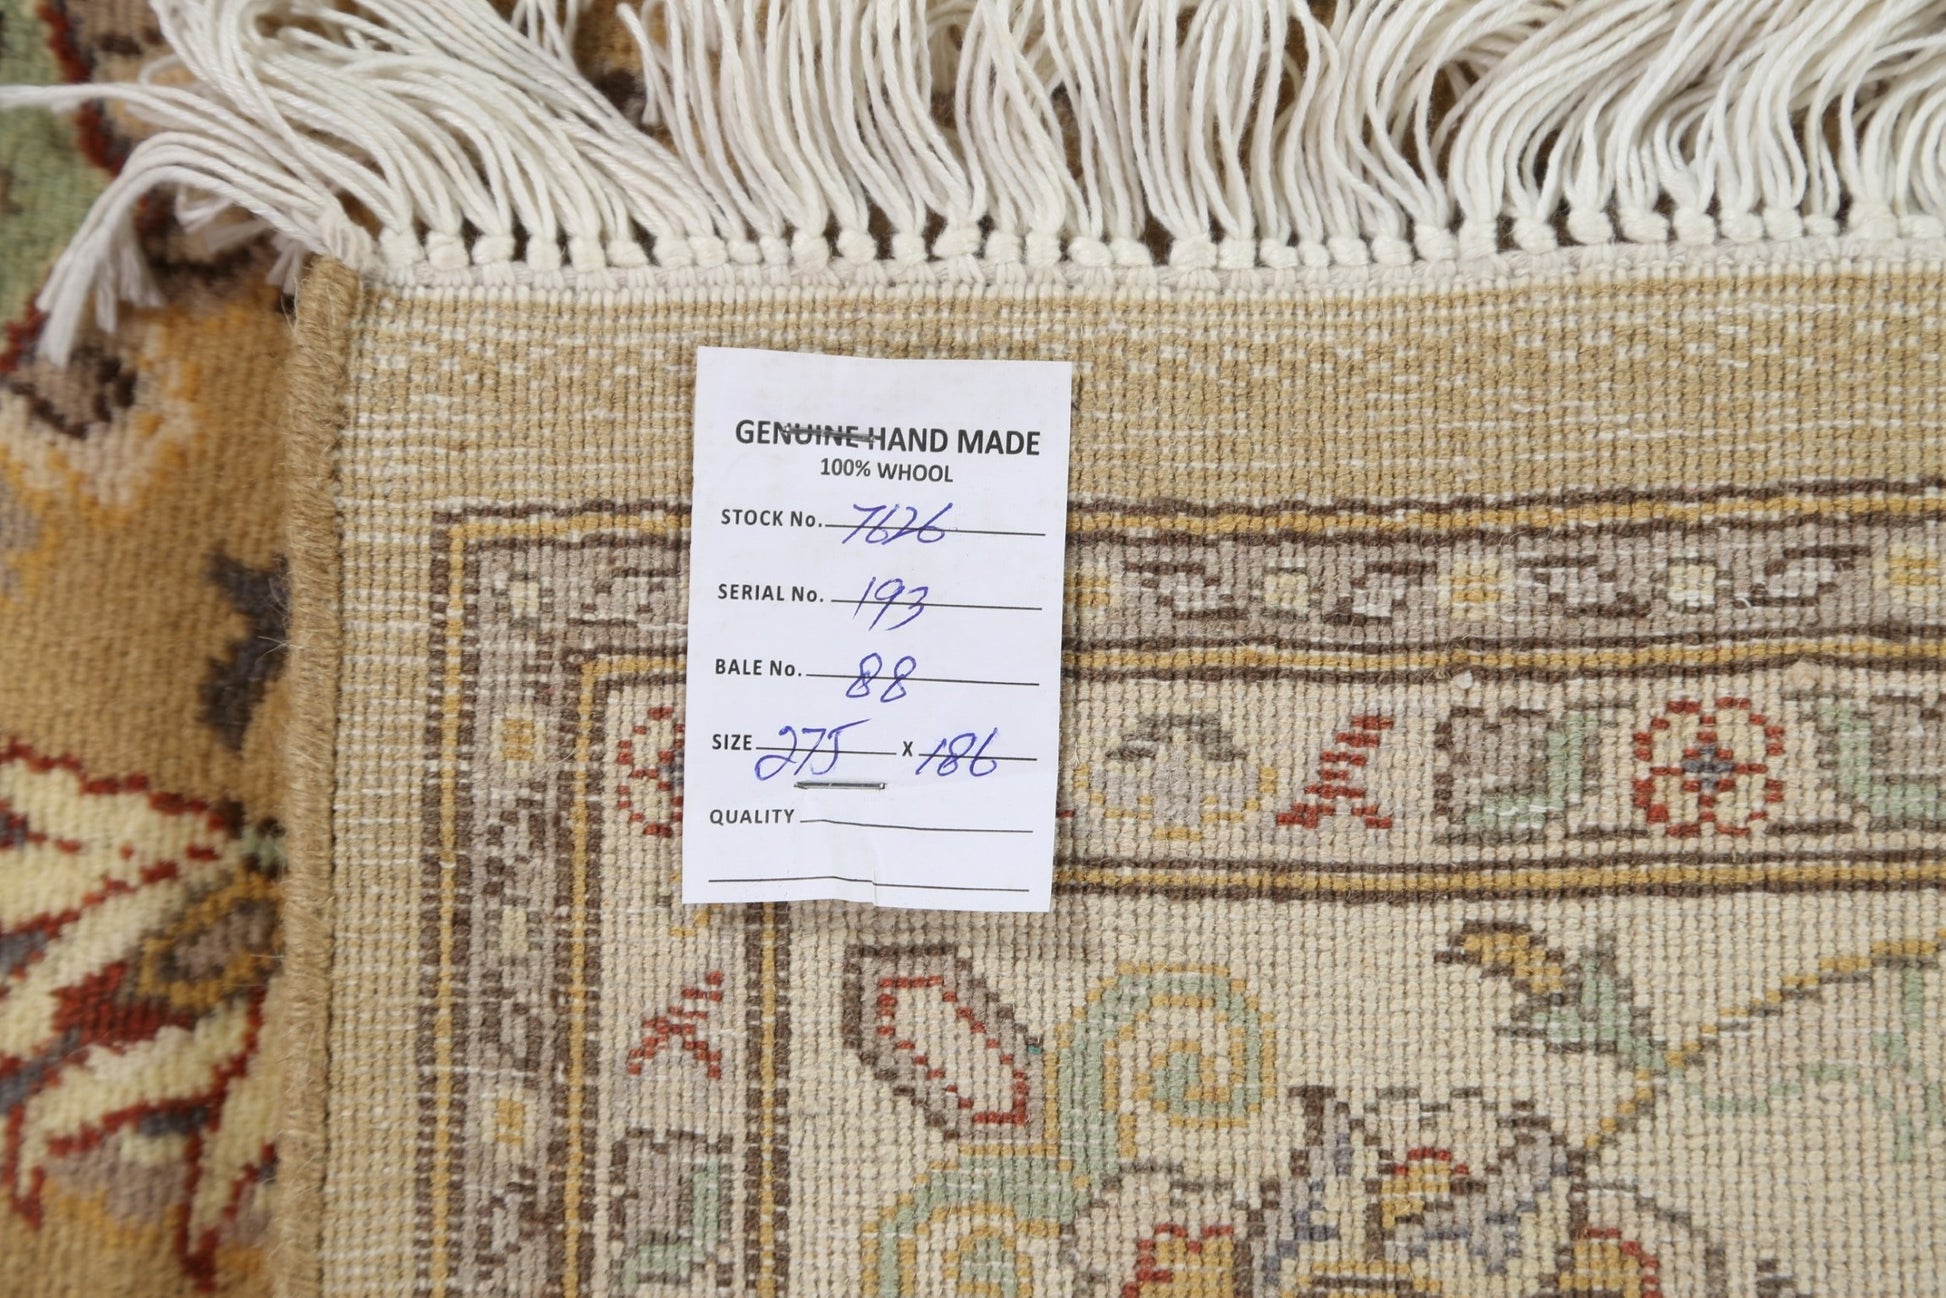 GENUINE HAND MADE
100% WHOOL
STOCK No. 7626
SERIAL No. 193
BALE No. 88
SIZE 275 X 186
QUALITY